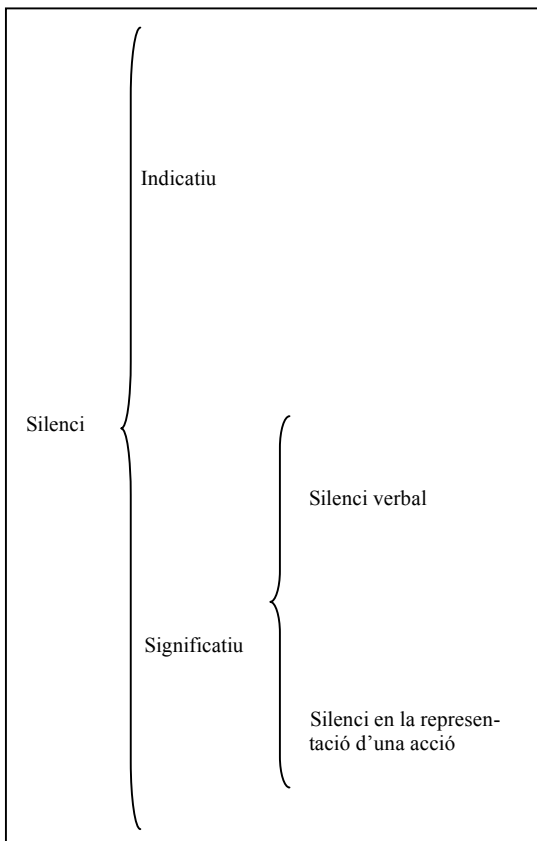 Indicatiu
Silenci
Silenci verbal
Significatiu
Silenci en la represen-
tació d’una acció